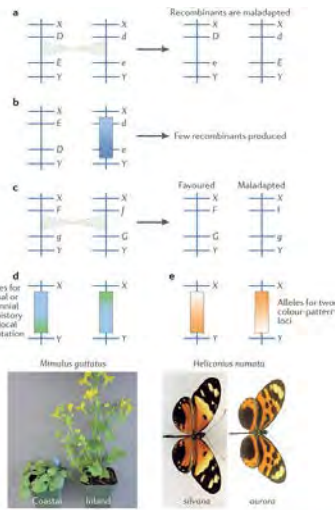 a
Recombinants are maladapted
X X X X
D d D d
E e e E
Y Y Y Y
b
X X
E d
Few recombinants produced
D e
Y Y
c
Favoured Maladapted
X X X X
F f F f
g G G g
Y Y Y Y
d e
X X
Alleles for two
colour-pattern
loci
Y Y
Mimulus guttatus Heliconius numata
Coastal Inland silvana aurora